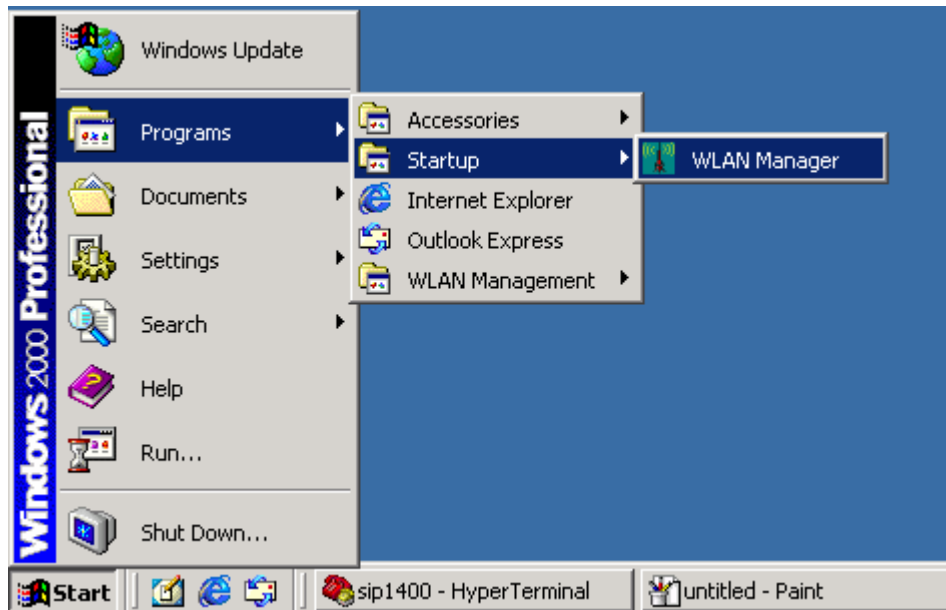 Windows 2000 Professional
Windows Update
Programs
Documents
Settings
Search
Help
Run...
Shut Down...
Accessories
Startup
Internet Explorer
Outlook Express
WLAN Management
WLAN Manager
Start
sip1400 - HyperTerminal
untitled - Paint